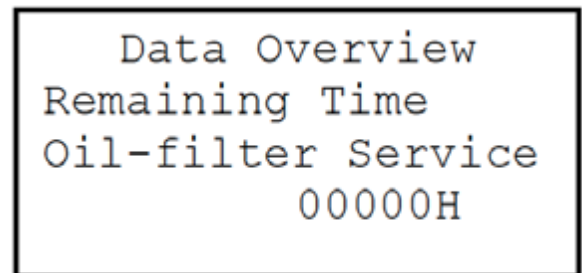 Data Overview
Remaining Time
Oil-filter Service
00000H